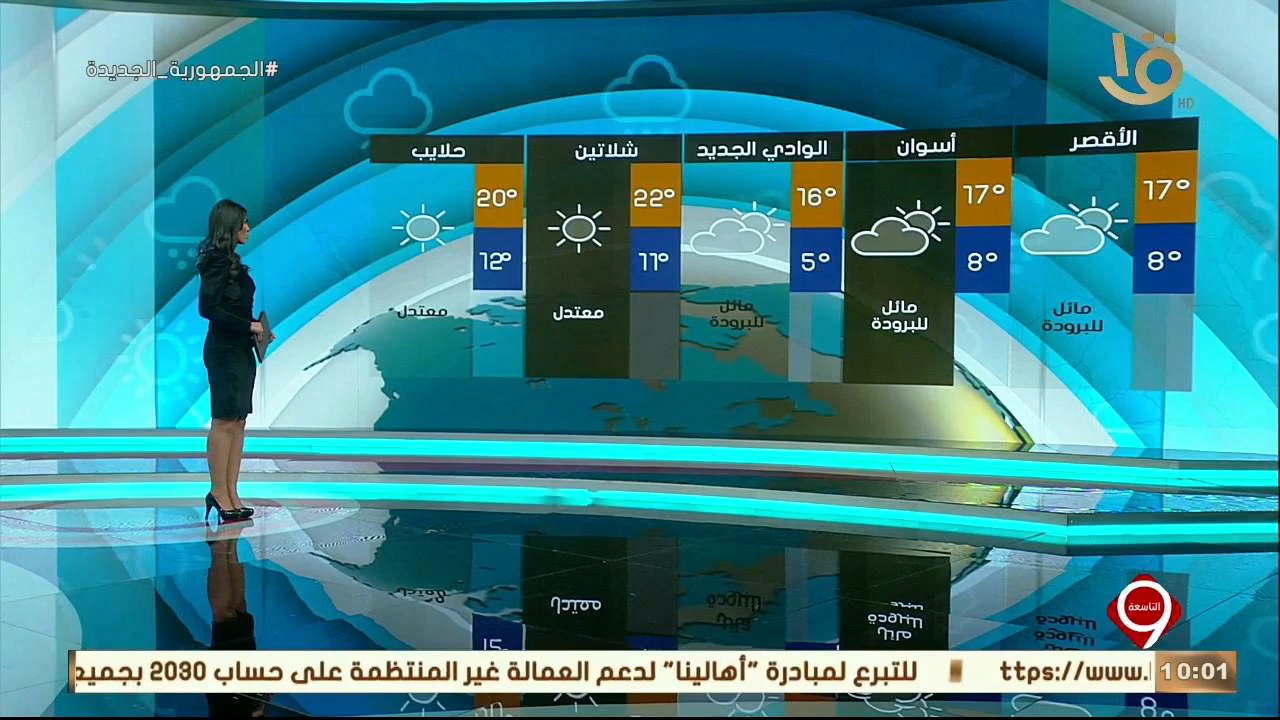 #الجمهورية_الجديدة
HD
الأقصر
17°
8°
مائل
للبرودة
أسوان
17°
8°
مائل
للبرودة
الوادي الجديد
16°
5°
مائل
للبرودة
شلاتين
22°
11°
معتدل
حلايب
20°
12°
معتدل
التاسعة
9
للتبرع لمبادرة "أهالينا" لدعم العمالة غير المنتظمة على حساب 2030 بجميع
ttps://www.
10:01